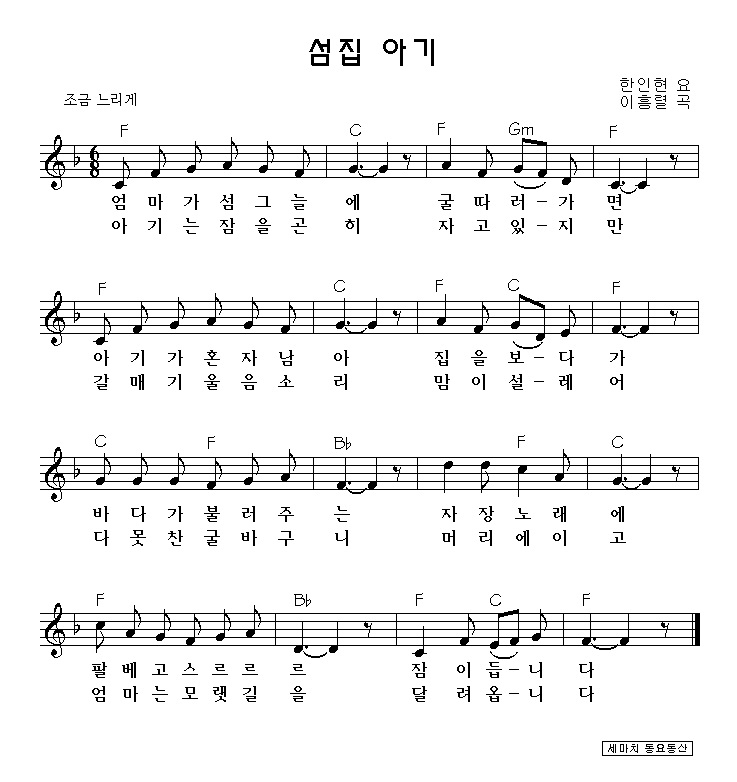 섬집 아기
조금 느리게
한인현 요
이흥렬 곡
F C F Gm F
6
8
엄 마 가 섬 그 늘 에 굴 따 러 - 가 면
아 기 는 잠 을 곤 히 자 고 있 - 지 만
F C F C F
아 기 가 혼 자 남 아 집 을 보 - 다 가
갈 매 기 울 음 소 리 맘 이 설 - 레 어
C F B♭ F C
바 다 가 불 러 주 는 자 장 노 래 에
다 못 찬 굴 바 구 니 머 리 에 이 고
F B♭ F C F
팔 베 고 스 르 르 르 잠 이 듭 - 니 다
엄 마 는 모 랫 길 을 달 려 옵 - 니 다
세마치 동요동산